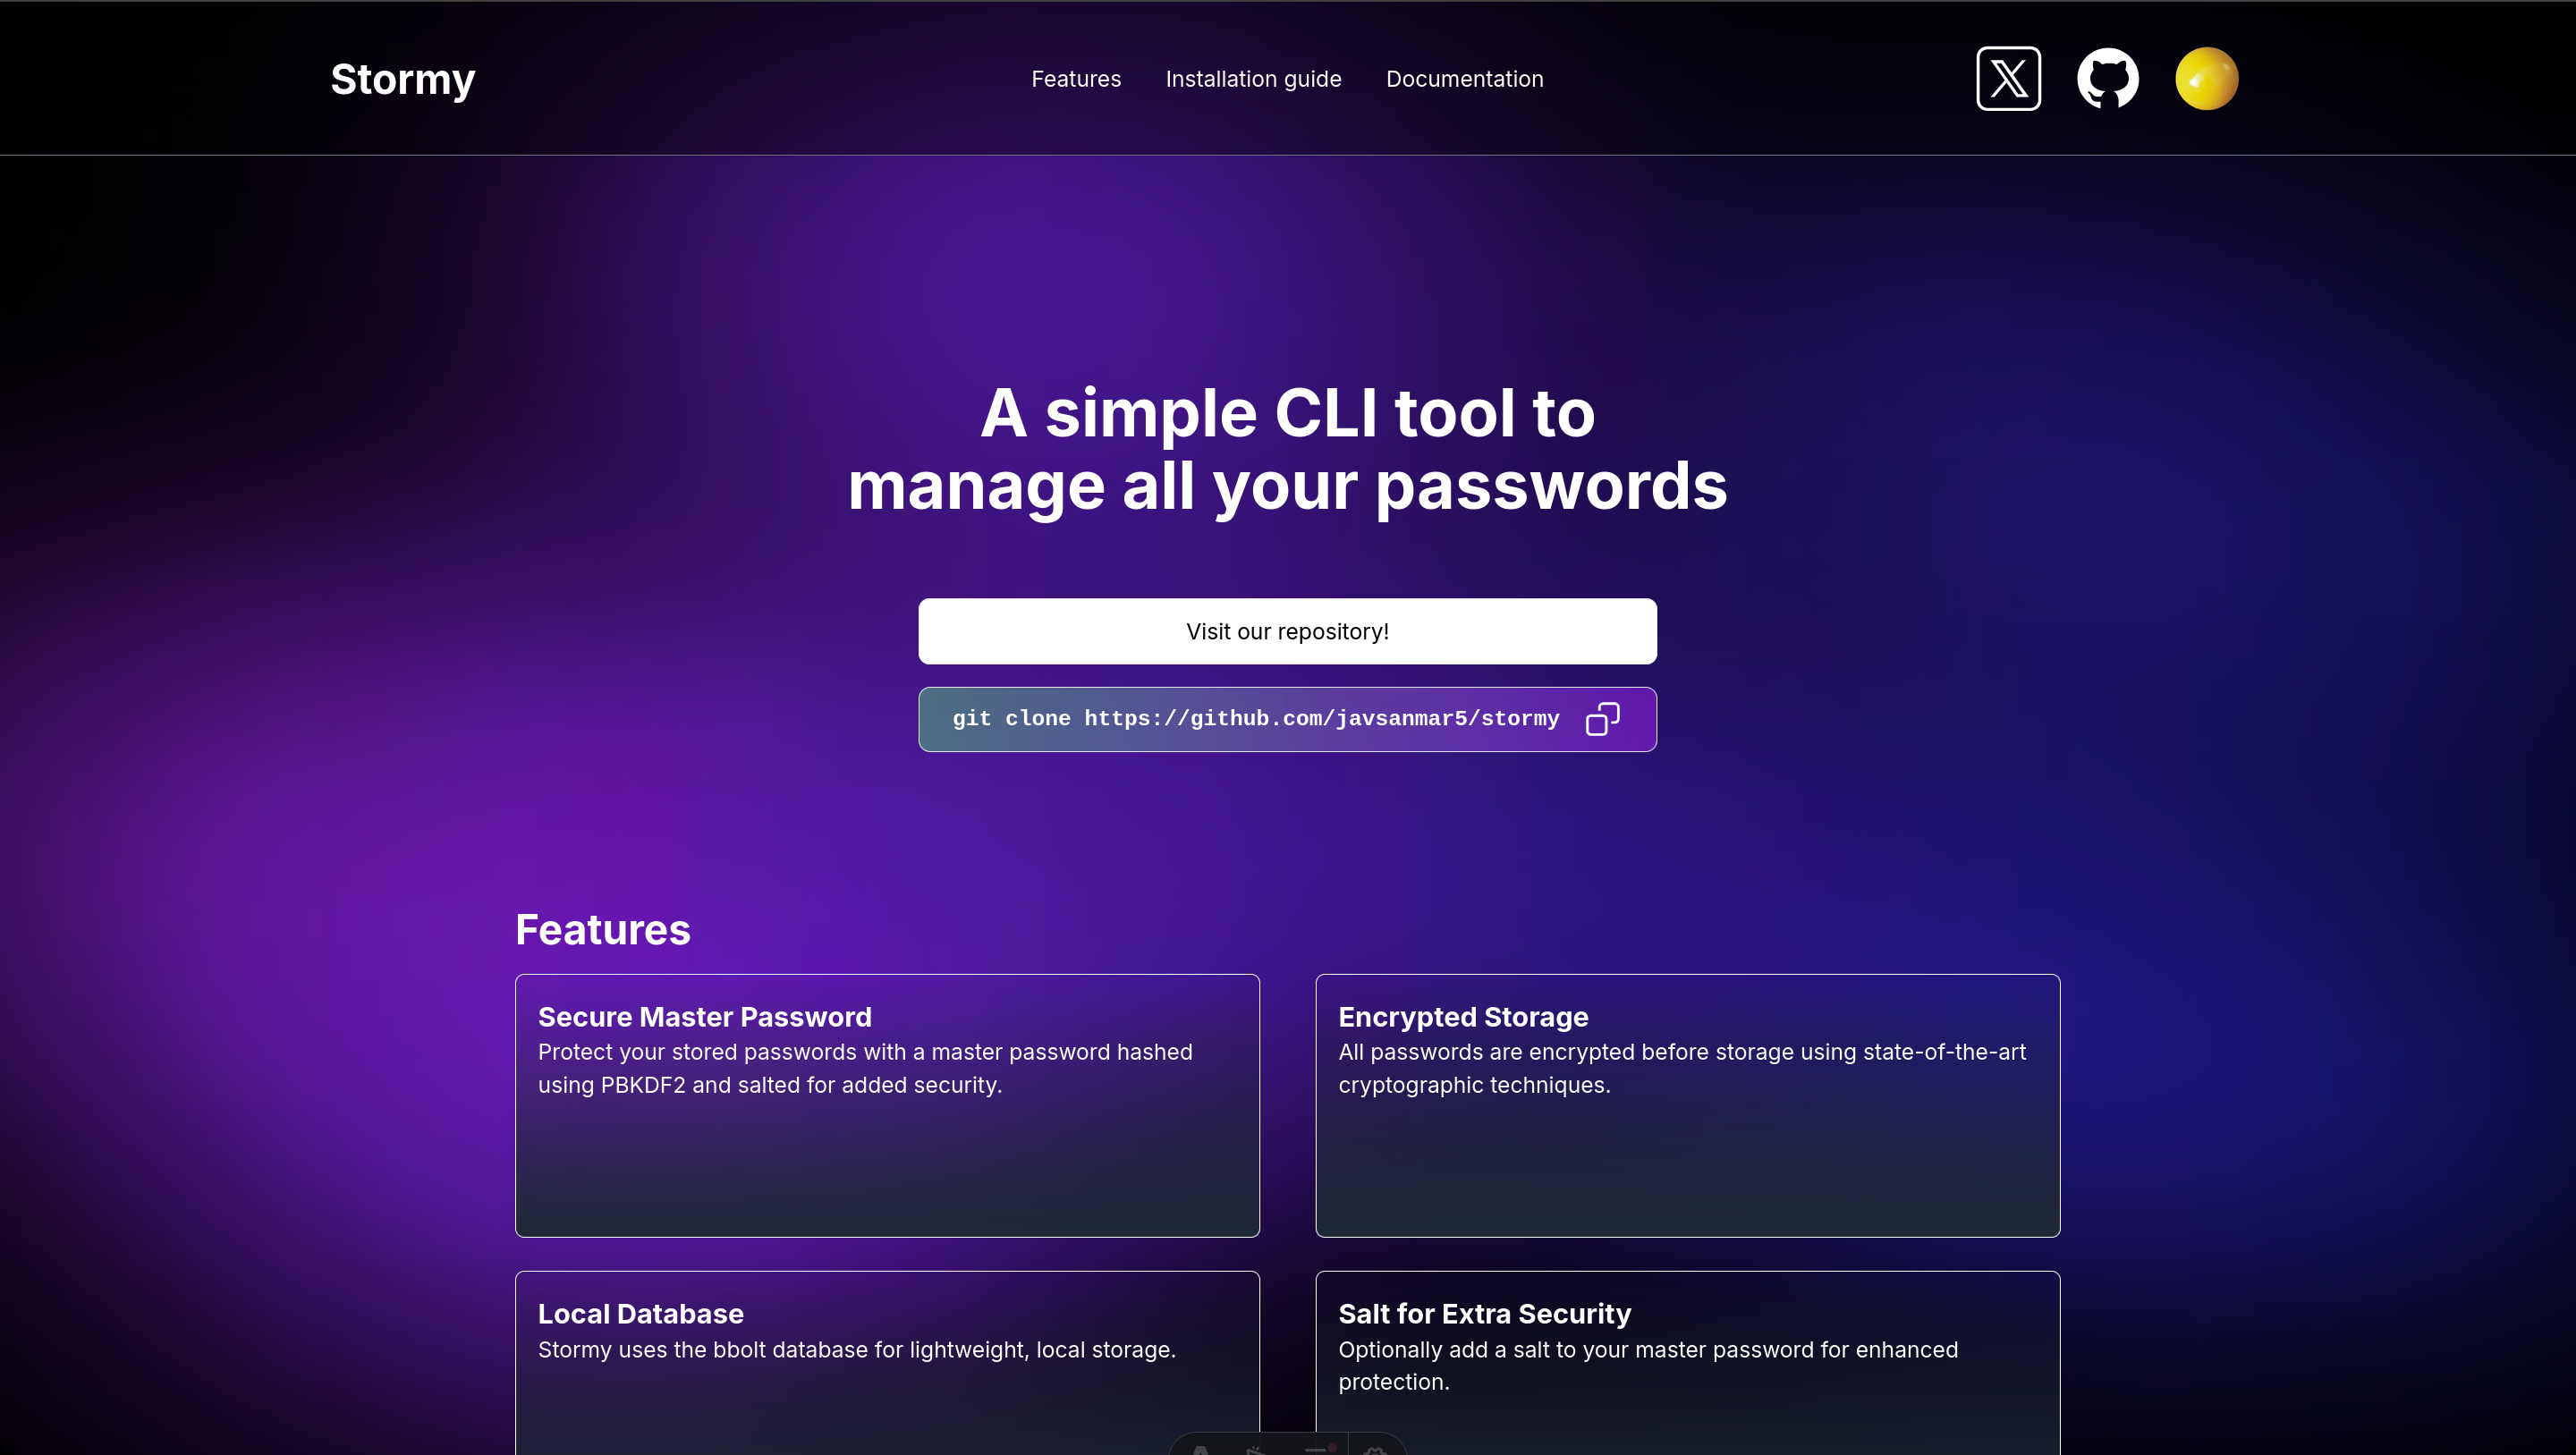 Stormy
Features
Installation guide
Documentation
A simple CLI tool to
manage all your passwords
Visit our repository!
git clone https://github.com/javsanmar5/stormy
Features
Secure Master Password
Protect your stored passwords with a master password hashed
using PBKDF2 and salted for added security.
Encrypted Storage
All passwords are encrypted before storage using state-of-the-art
cryptographic techniques.
Local Database
Stormy uses the bbolt database for lightweight, local storage.
Salt for Extra Security
Optionally add a salt to your master password for enhanced
protection.